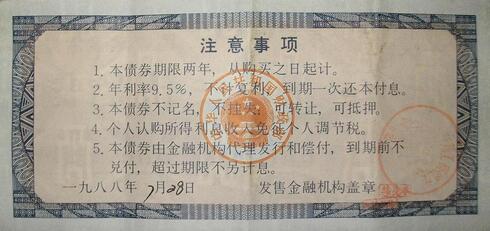 注意事项
1. 本债券期限两年，从购买之日起计。
2. 年利率9.5%，不计复利，到期一次还本付息。
3. 本债券不记名，不挂失，可转让，可抵押。
4. 个人认购所得利息收入免征个人调节税。
5. 本债券由金融机构代理发行和偿付，到期前不
兑付，超过期限不另计息。
一九八八年7月28日 发售金融机构盖章